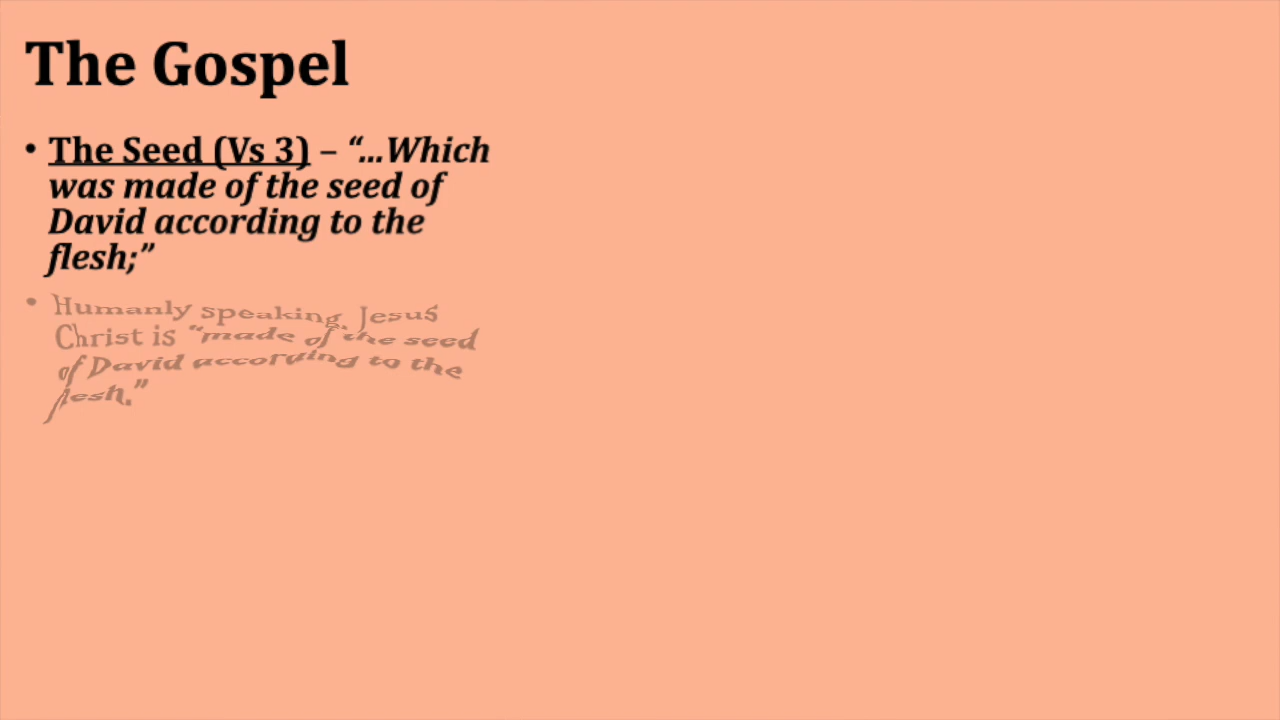 The Gospel
• The Seed (Vs 3) – “...Which
was made of the seed of
David according to the
flesh;”
• Humanly speaking, Jesus
Christ is “made of the seed
of David according to the
flesh.”